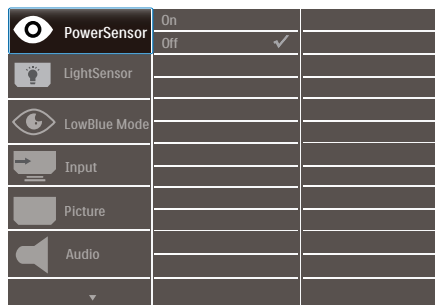 PowerSensor
On
Off
LightSensor
LowBlue Mode
Input
Picture
Audio